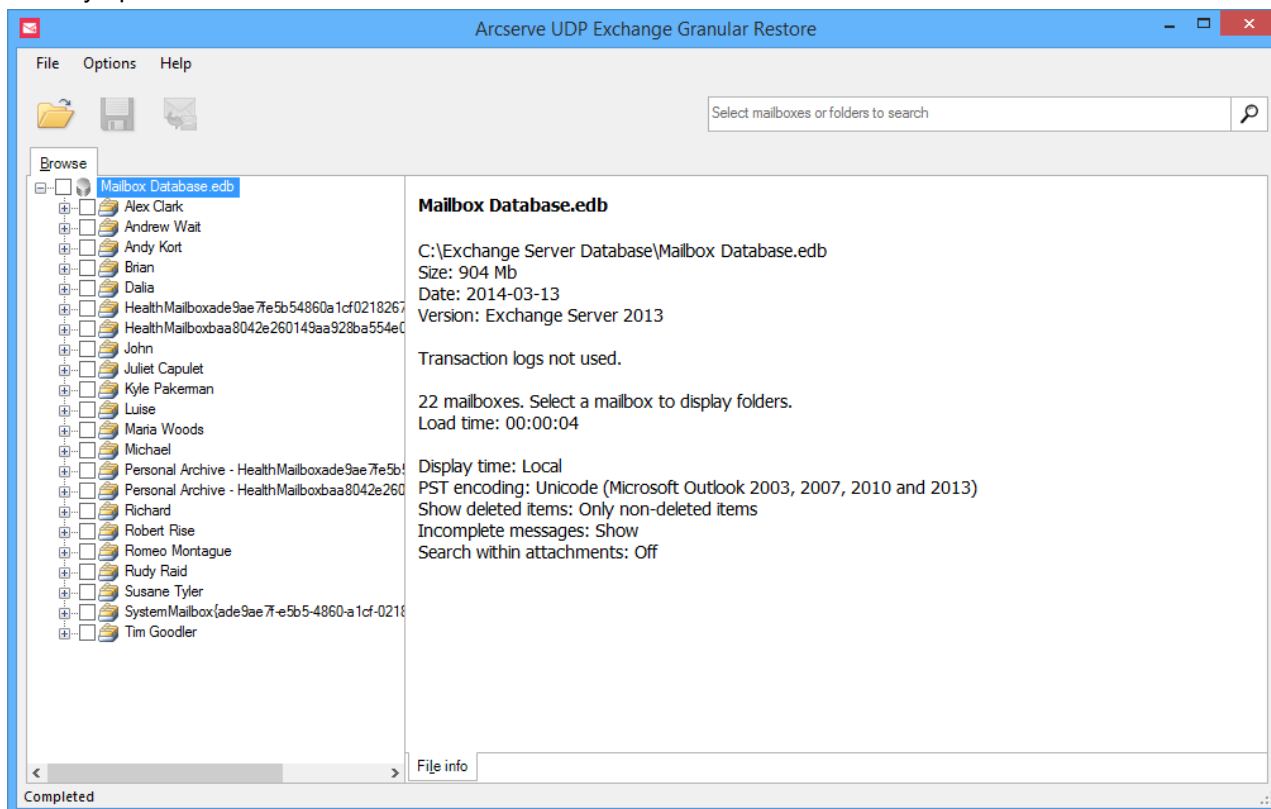 Arcserve UDP Exchange Granular Restore
File Options Help
Select mailboxes or folders to search
Browse
Mailbox Database.edb
Alex Clark
Andrew Wait
Andy Kort
Brian
Dalia
HealthMailboxade9ae7fe5b54860a1cf0218267
HealthMailboxbaa8042e260149aa928ba554e0
John
Juliet Capulet
Kyle Pakerman
Luise
Maria Woods
Michael
Personal Archive - HealthMailboxade9ae7fe5b5
Personal Archive - HealthMailboxbaa8042e260
Richard
Robert Rise
Romeo Montague
Rudy Raid
Susane Tyler
SystemMailbox{ade9ae7f-e5b5-4860-a1cf-0218
Tim Goodler
Mailbox Database.edb
C:\Exchange Server Database\Mailbox Database.edb
Size: 904 Mb
Date: 2014-03-13
Version: Exchange Server 2013
Transaction logs not used.
22 mailboxes. Select a mailbox to display folders.
Load time: 00:00:04
Display time: Local
PST encoding: Unicode (Microsoft Outlook 2003, 2007, 2010 and 2013)
Show deleted items: Only non-deleted items
Incomplete messages: Show
Search within attachments: Off
File info
Completed